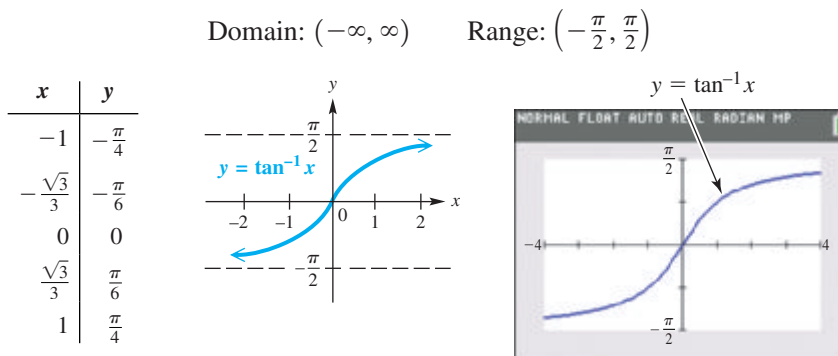 Domain: (−∞, ∞) Range: (−π/2, π/2)
x y
−1 −π/4
−√3/3 −π/6
0 0
√3/3 π/6
1 π/4
y
π/2
y = tan⁻¹ x
x
−2 −1 0 1 2
−π/2
y = tan⁻¹ x
NORMAL FLOAT AUTO REAL RADIAN MP
π/2
−4 4
−π/2